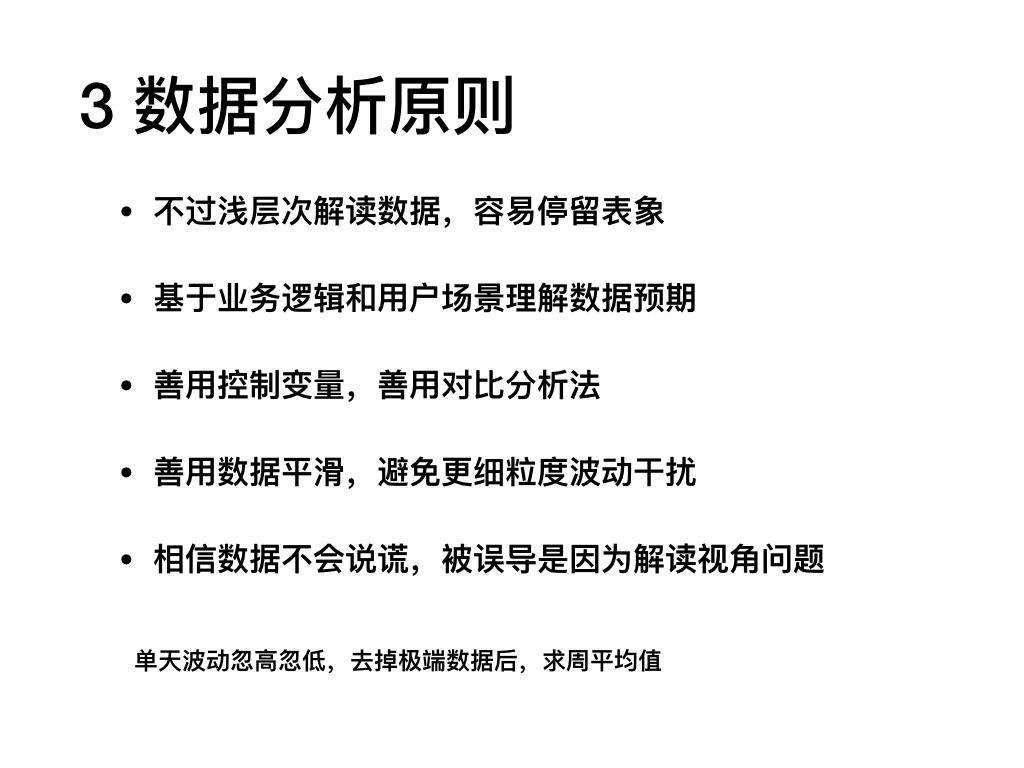 3 数据分析原则
• 不过浅层次解读数据，容易停留表象
• 基于业务逻辑和用户场景理解数据预期
• 善用控制变量，善用对比分析法
• 善用数据平滑，避免更细粒度波动干扰
• 相信数据不会说谎，被误导是因为解读视角问题
单天波动忽高忽低，去掉极端数据后，求周平均值